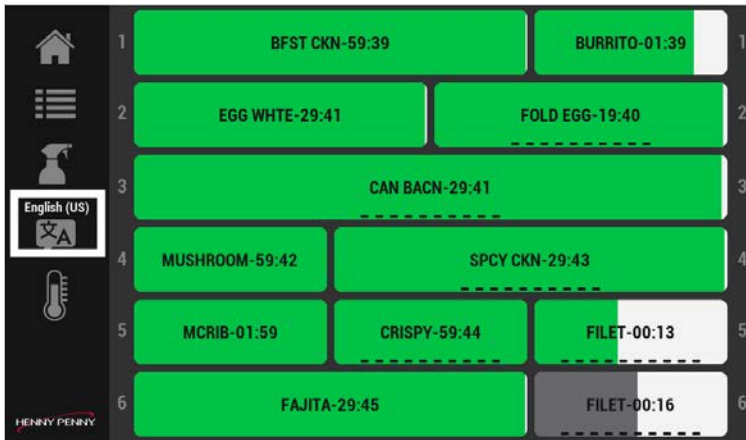 1 BFST CKN-59:39 BURRITO-01:39 1
2 EGG WHTE-29:41 FOLD EGG-19:40 2
3 CAN BACN-29:41 3
English (US)
文A
4 MUSHROOM-59:42 SPCY CKN-29:43 4
5 MCRIB-01:59 CRISPY-59:44 FILET-00:13 5
6 FAJITA-29:45 FILET-00:16 6
HENNY PENNY